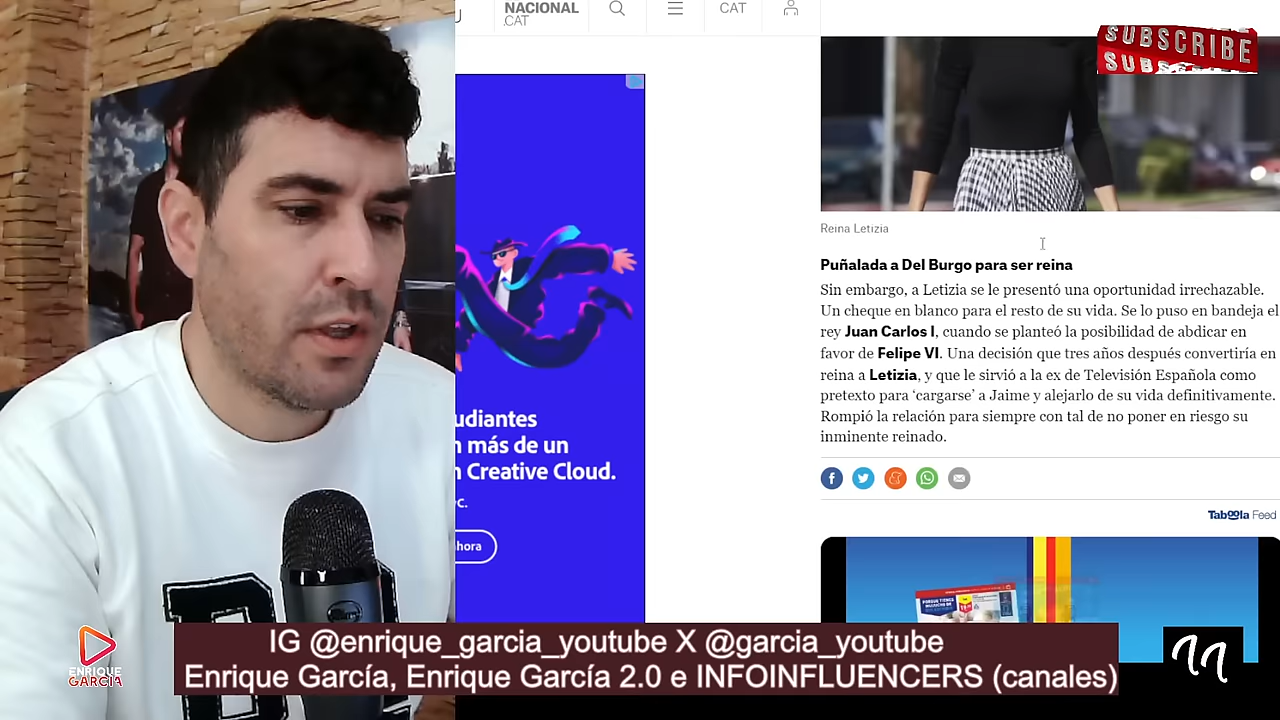 NACIONAL
.CAT
CAT
SUBSCRIBE
Reina Letizia
Puñalada a Del Burgo para ser reina
Sin embargo, a Letizia se le presentó una oportunidad irrechazable.
Un cheque en blanco para el resto de su vida. Se lo puso en bandeja el
rey Juan Carlos I, cuando se planteó la posibilidad de abdicar en
favor de Felipe VI. Una decisión que tres años después convertiría en
reina a Letizia, y que le sirvió a la ex de Televisión Española como
pretexto para ‘cargarse’ a Jaime y alejarlo de su vida definitivamente.
Rompió la relación para siempre con tal de no poner en riesgo su
inminente reinado.
udiantes
más de un
Creative Cloud.
ec.
hora
Taboola Feed
ENRIQUE
GARCÍA
IG @enrique_garcia_youtube X @garcia_youtube
Enrique García, Enrique García 2.0 e INFOINFLUENCERS (canales)